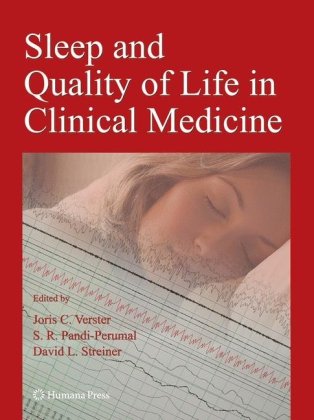 Sleep and
Quality of Life in
Clinical Medicine
Edited by
Joris C. Verster
S. R. Pandi-Perumal
David L. Streiner
Humana Press